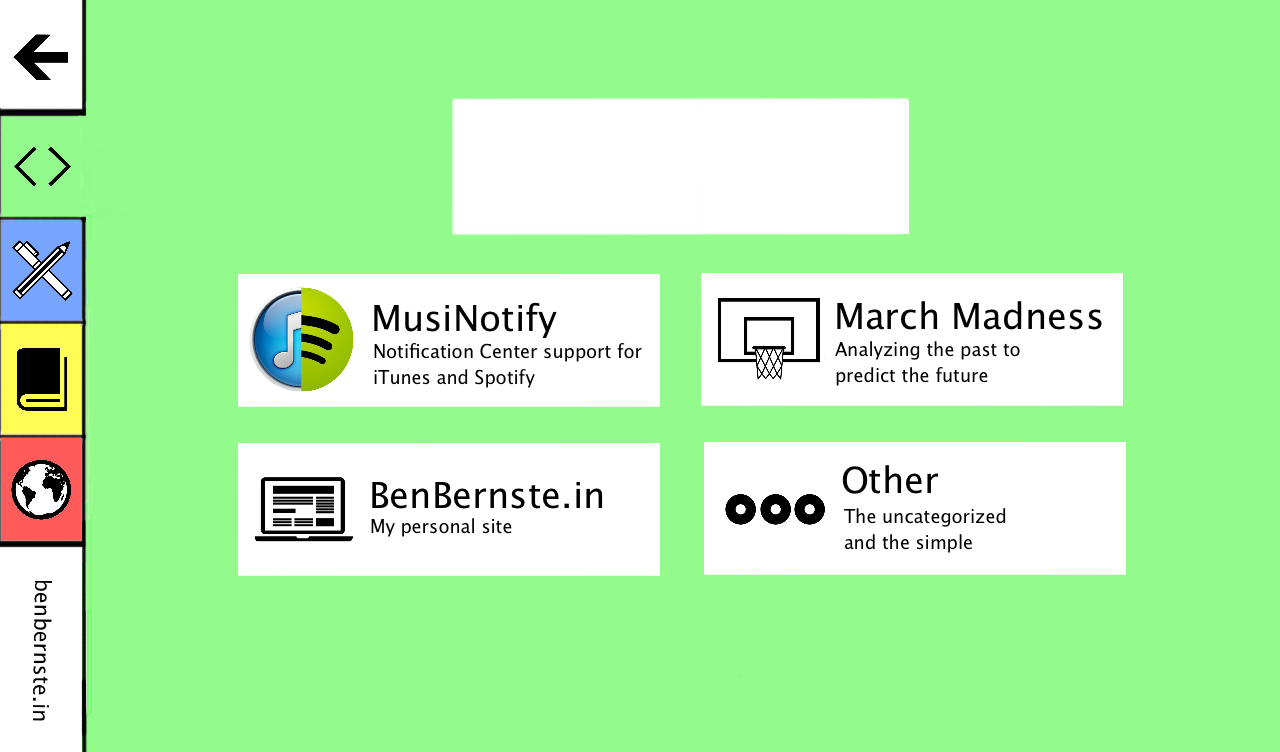 MusiNotify
Notification Center support for
iTunes and Spotify
March Madness
Analyzing the past to
predict the future
BenBernste.in
My personal site
Other
The uncategorized
and the simple
benbernste.in